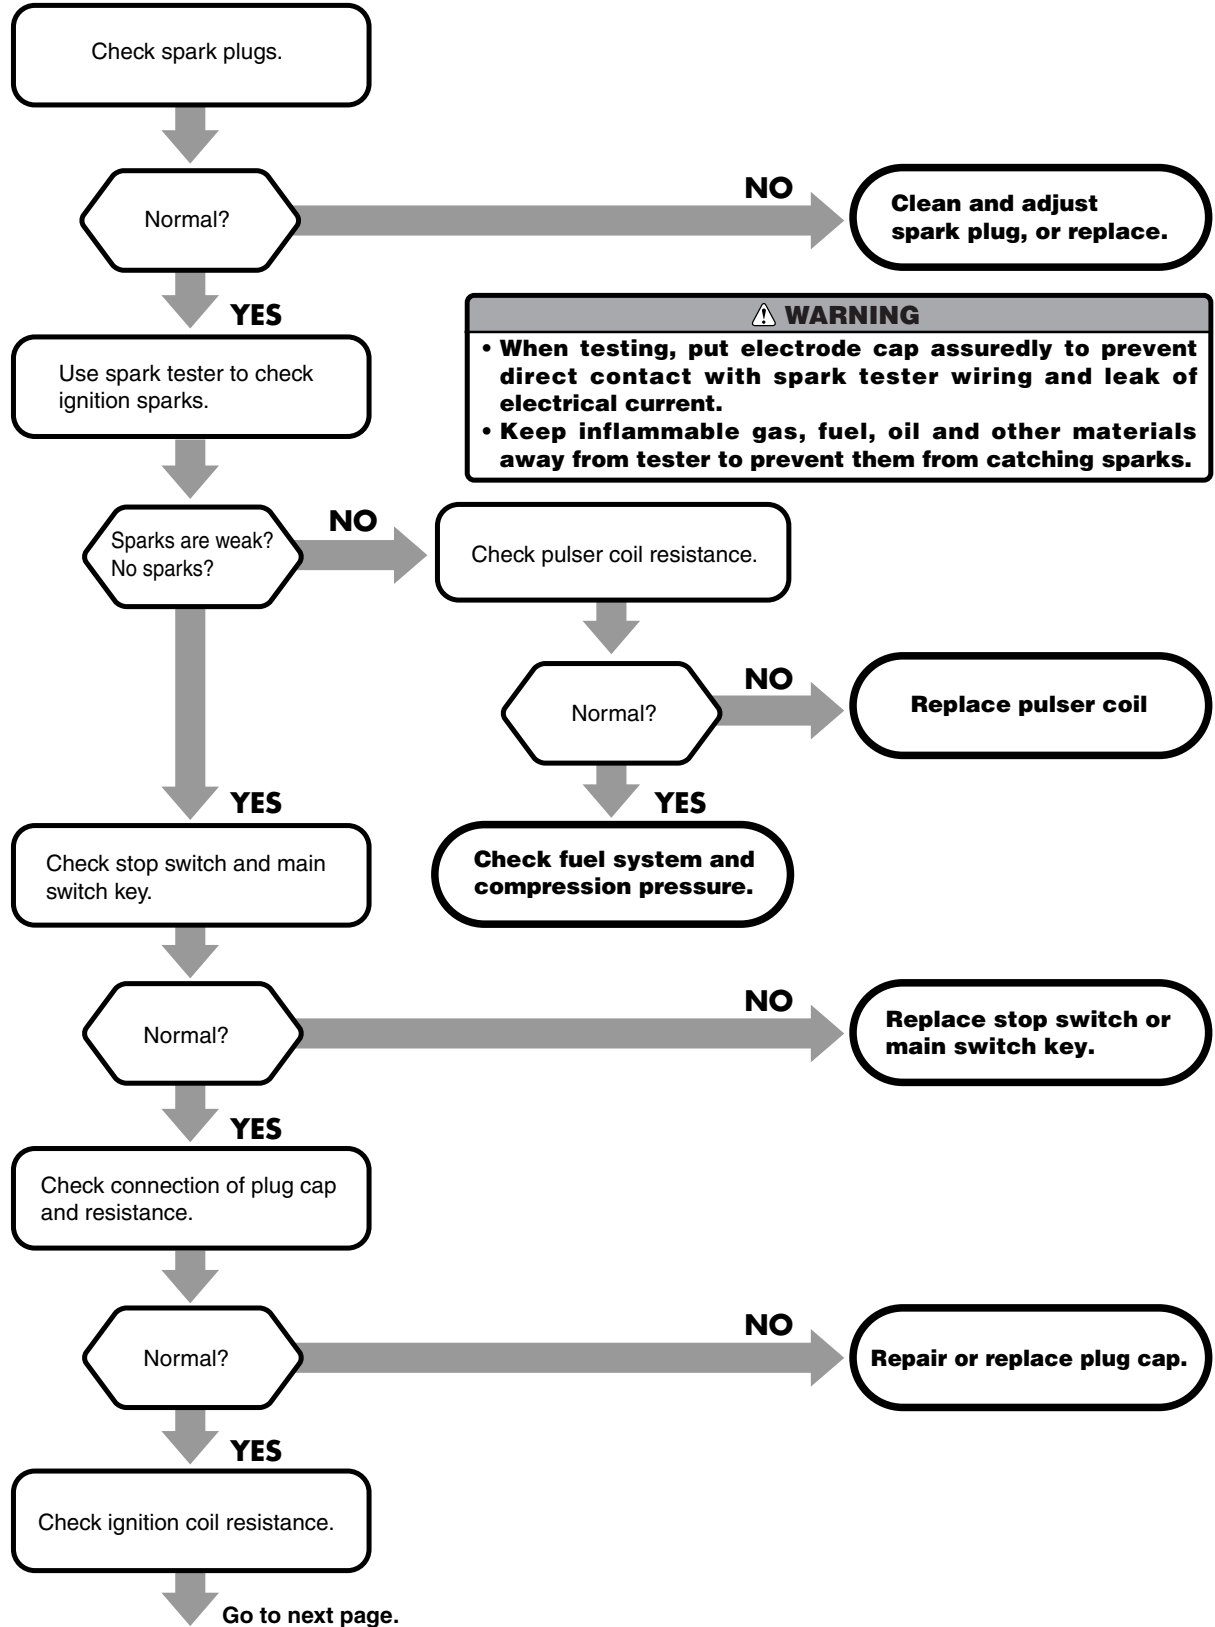 Check spark plugs.
Normal?
NO
Clean and adjust
spark plug, or replace.
YES
WARNING
• When testing, put electrode cap assuredly to prevent
direct contact with spark tester wiring and leak of
electrical current.
• Keep inflammable gas, fuel, oil and other materials
away from tester to prevent them from catching sparks.
Use spark tester to check
ignition sparks.
Sparks are weak?
No sparks?
NO
Check pulser coil resistance.
Normal?
NO
Replace pulser coil
YES
Check fuel system and
compression pressure.
YES
Check stop switch and main
switch key.
Normal?
NO
Replace stop switch or
main switch key.
YES
Check connection of plug cap
and resistance.
Normal?
NO
Repair or replace plug cap.
YES
Check ignition coil resistance.
Go to next page.